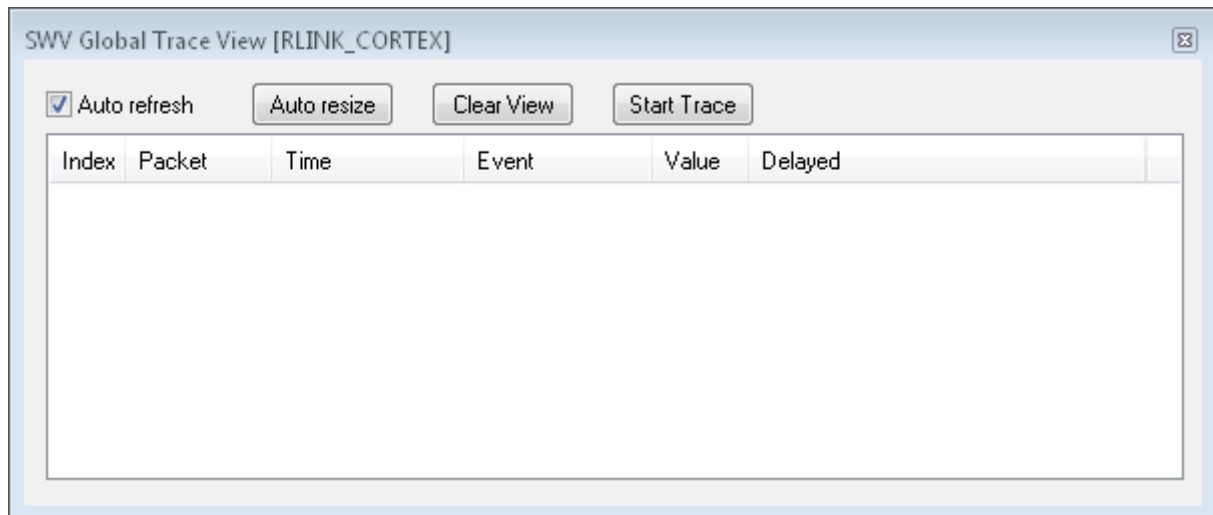 SWV Global Trace View [RLINK_CORTEX]
Auto refresh Auto resize Clear View Start Trace
Index Packet Time Event Value Delayed